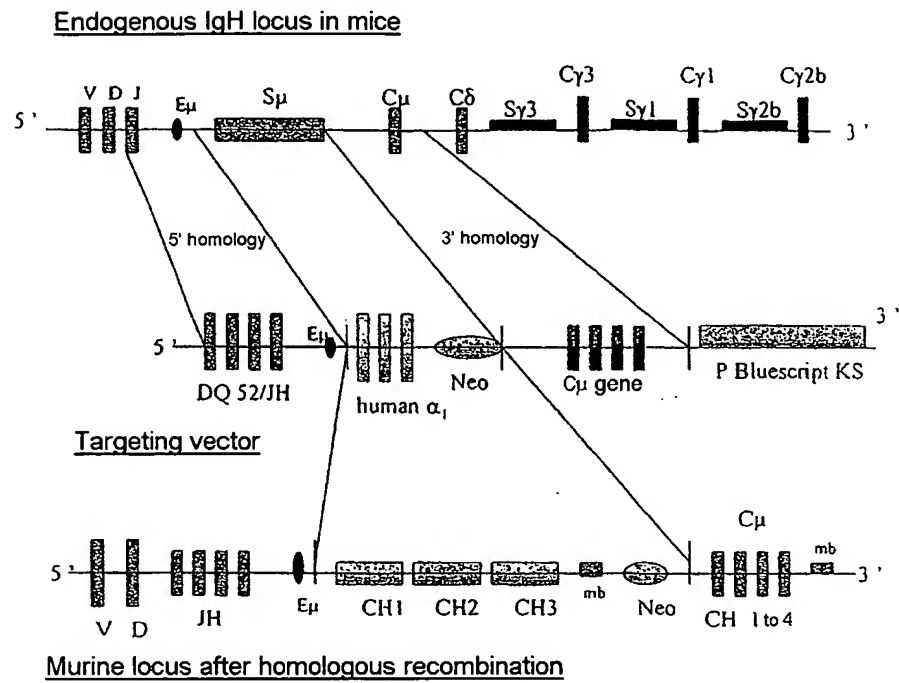 Endogenous IgH locus in mice
V D J Eμ Sμ Cμ Cδ Sγ3 Cγ3 Sγ1 Cγ1 Sγ2b Cγ2b
5 ' 3 '
5' homology 3' homology
5 ' Eμ 3 '
DQ 52/JH human α1 Neo Cμ gene P Bluescript KS
Targeting vector
Cμ
mb
5 ' 3 '
V D JH Eμ CH1 CH2 CH3 mb Neo CH 1 to 4
Murine locus after homologous recombination